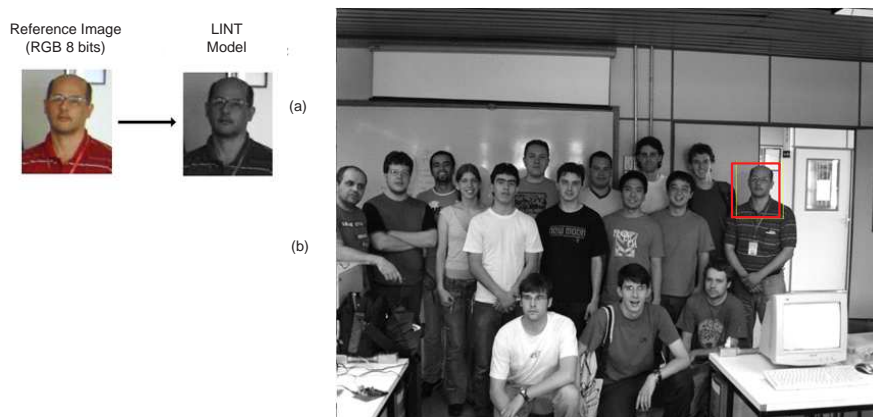 Reference Image
(RGB 8 bits)
LINT
Model
(a)
(b)